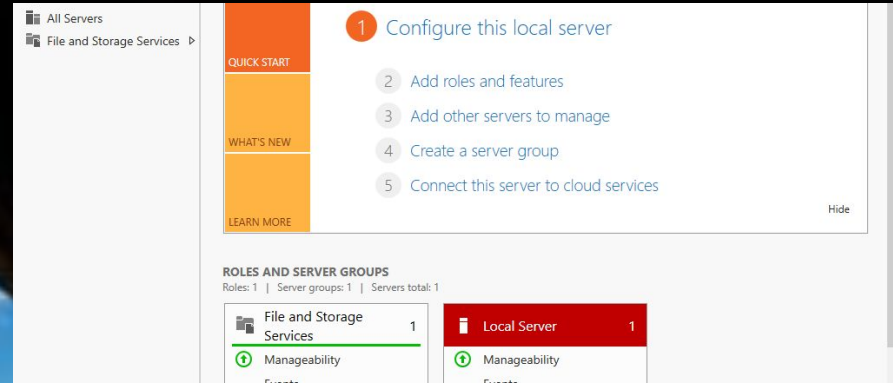 All Servers
File and Storage Services
QUICK START
WHAT'S NEW
LEARN MORE
1 Configure this local server
2 Add roles and features
3 Add other servers to manage
4 Create a server group
5 Connect this server to cloud services
Hide
ROLES AND SERVER GROUPS
Roles: 1 | Server groups: 1 | Servers total: 1
File and Storage
Services 1
Manageability
Events
Local Server 1
Manageability
Events